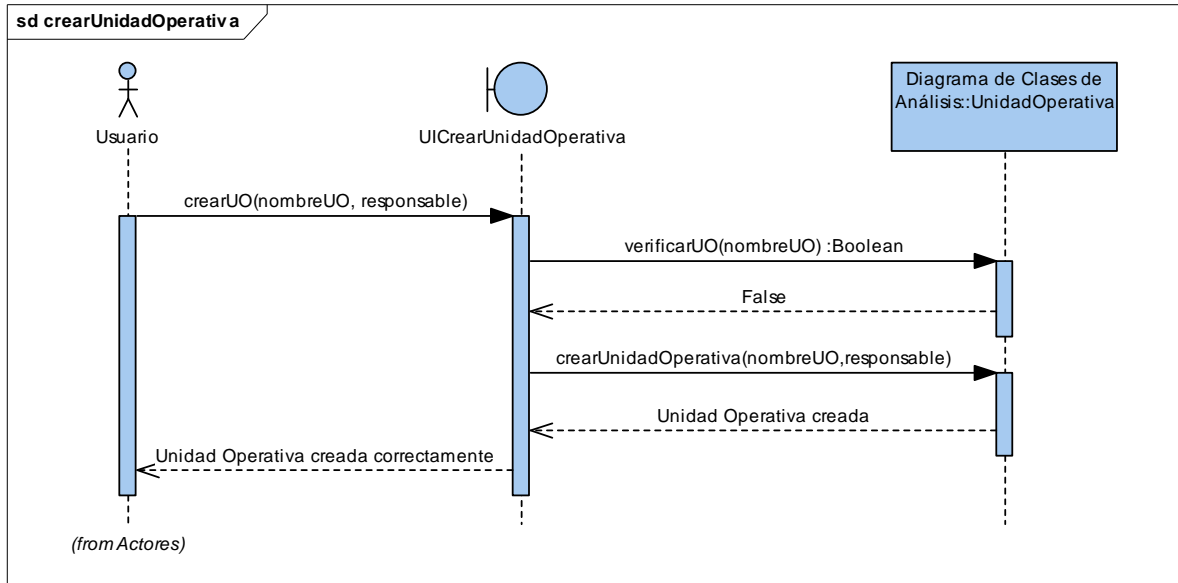 sd crearUnidadOperativa
Usuario
UICrearUnidadOperativa
Diagrama de Clases de
Análisis::UnidadOperativa
crearUO(nombreUO, responsable)
verificarUO(nombreUO) :Boolean
False
crearUnidadOperativa(nombreUO,responsable)
Unidad Operativa creada
Unidad Operativa creada correctamente
(from Actores)